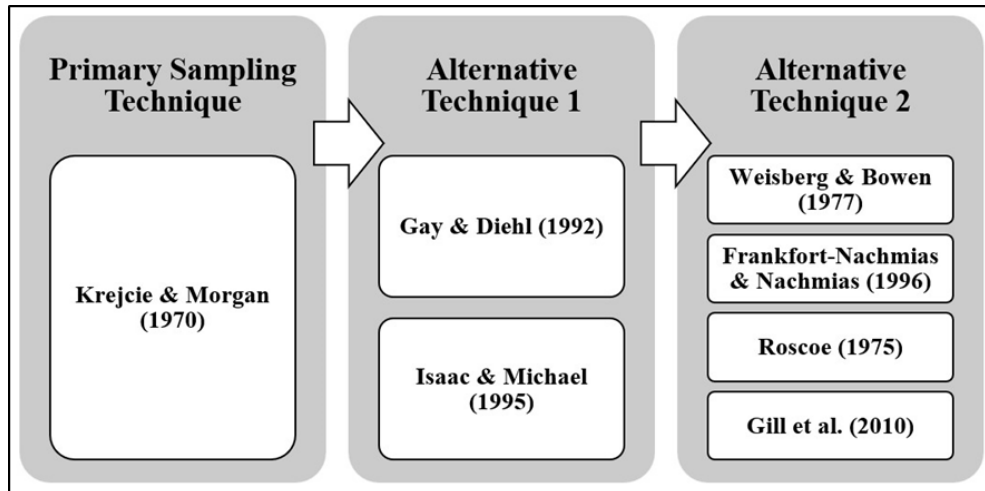 Primary Sampling
Technique
Krejcie & Morgan
(1970)
Alternative
Technique 1
Gay & Diehl (1992)
Isaac & Michael
(1995)
Alternative
Technique 2
Weisberg & Bowen
(1977)
Frankfort-Nachmias
& Nachmias (1996)
Roscoe (1975)
Gill et al. (2010)